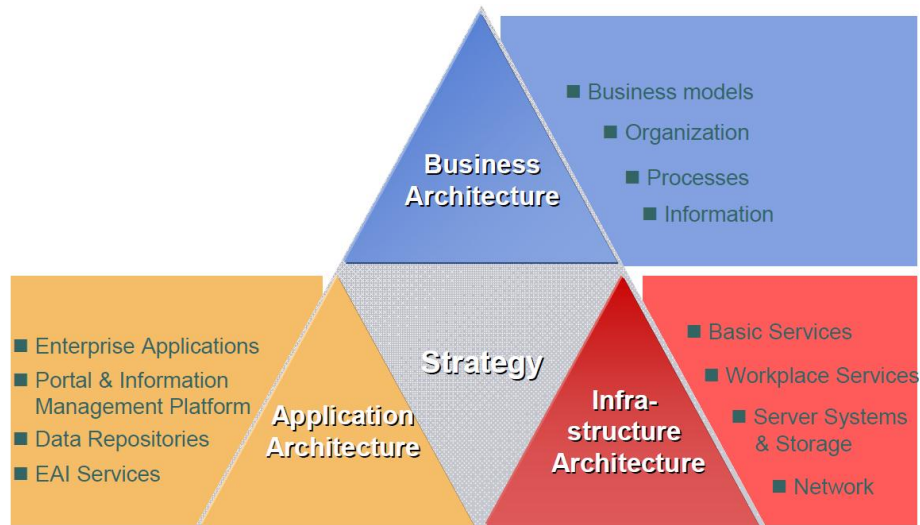 Business
Architecture
■ Business models
■ Organization
■ Processes
■ Information
■ Enterprise Applications
■ Portal & Information
Management Platform
■ Data Repositories
■ EAI Services
Application
Architecture
Strategy
Infra-
structure
Architecture
■ Basic Services
■ Workplace Services
■ Server Systems
& Storage
■ Network